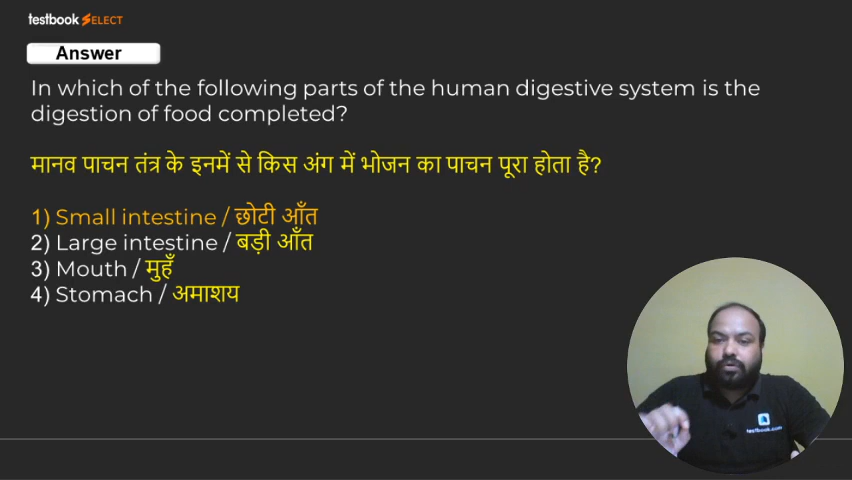 testbook SELECT
Answer
In which of the following parts of the human digestive system is the
digestion of food completed?
मानव पाचन तंत्र के इनमें से किस अंग में भोजन का पाचन पूरा होता है?
1) Small intestine / छोटी आँत
2) Large intestine / बड़ी आँत
3) Mouth / मुहँ
4) Stomach / अमाशय
testbook.com